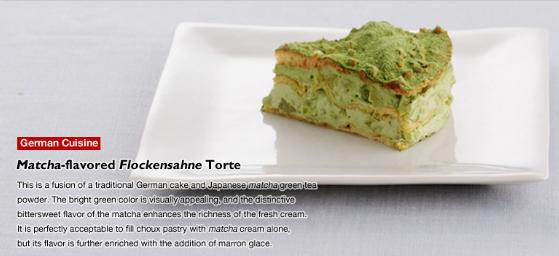 German Cuisine
Matcha-flavored Flockensahne Torte
This is a fusion of a traditional German cake and Japanese matcha green tea
powder. The bright green color is visually appealing, and the distinctive
bittersweet flavor of the matcha enhances the richness of the fresh cream.
It is perfectly acceptable to fill choux pastry with matcha cream alone,
but its flavor is further enriched with the addition of marron glace.